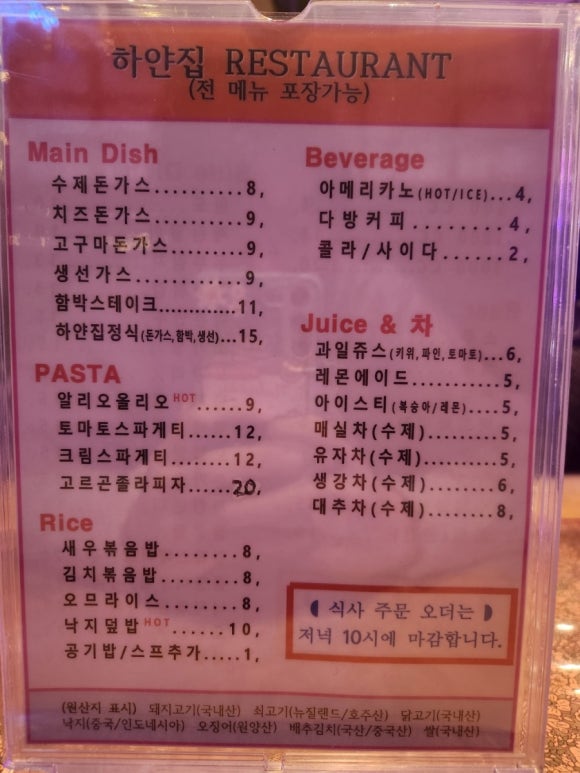 하얀집 RESTAURANT
(전 메뉴 포장가능)
Main Dish
수제돈가스..........8,
치즈돈가스..........9,
고구마돈가스........9,
생선가스............9,
함박스테이크.............11,
하얀집정식(돈가스,함박,생선)...15,
PASTA
알리오올리오HOT......9,
토마토스파게티......12,
크림스파게티........12,
고르곤졸라피자......20,
Rice
새우볶음밥........8,
김치볶음밥........8,
오므라이스........8,
낙지덮밥HOT......10,
공기밥/스프추가.....1,
Beverage
아메리카노(HOT/ICE)...4,
다방커피........4,
콜라/사이다......2,
Juice & 차
과일쥬스(키위,파인,토마토)...6,
레몬에이드.........5,
아이스티(복숭아/레몬)....5,
매실차(수제)........5,
유자차(수제)..........5,
생강차(수제)........6,
대추차(수제)........8,
식사 주문 오더는
저녁 10시에 마감합니다.
(원산지 표시) 돼지고기(국내산) 쇠고기(뉴질랜드/호주산) 닭고기(국내산)
낙지(중국/인도네시아) 오징어(원양산) 배추김치(국산/중국산) 쌀(국내산)